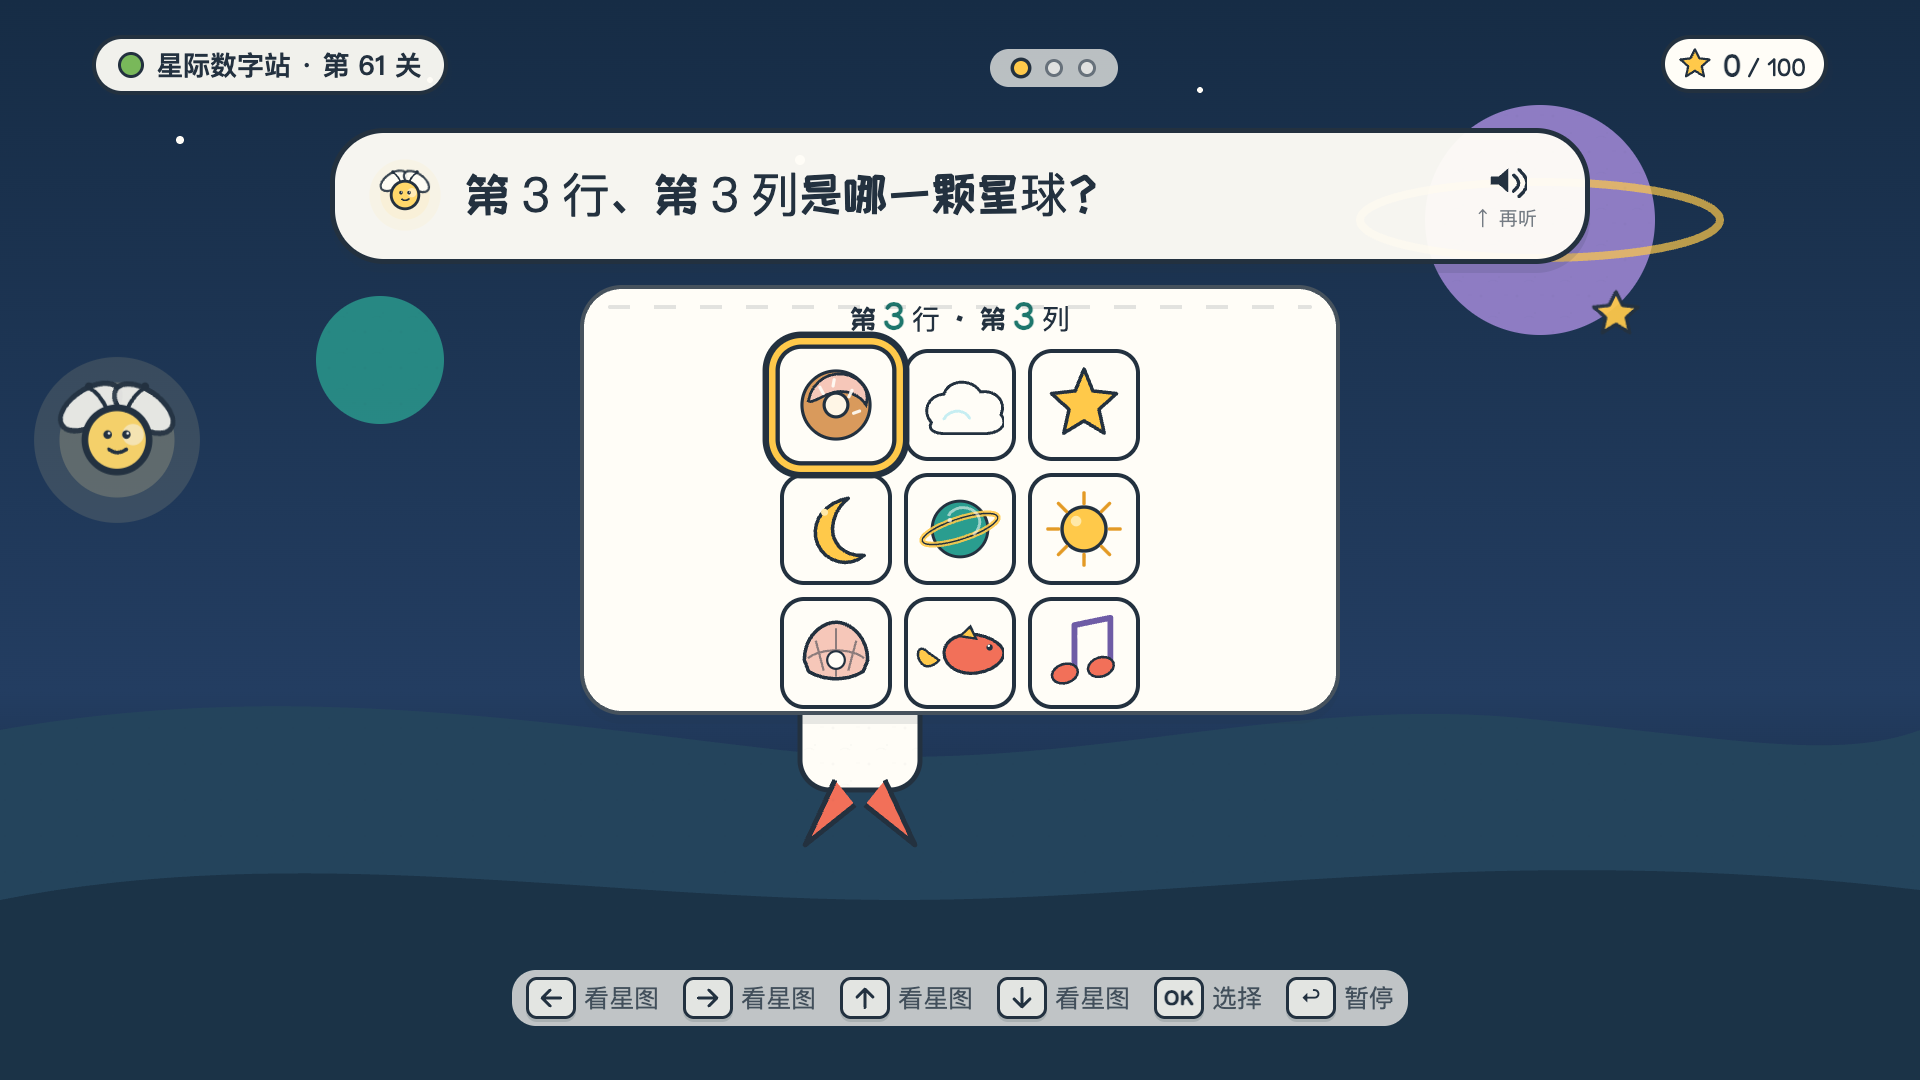 星际数字站 · 第 61 关
0 / 100
第 3 行、第 3 列是哪一颗星球?
↑ 再听
第 3 行 · 第 3 列
← 看星图 → 看星图 ↑ 看星图 ↓ 看星图 OK 选择 ↩ 暂停